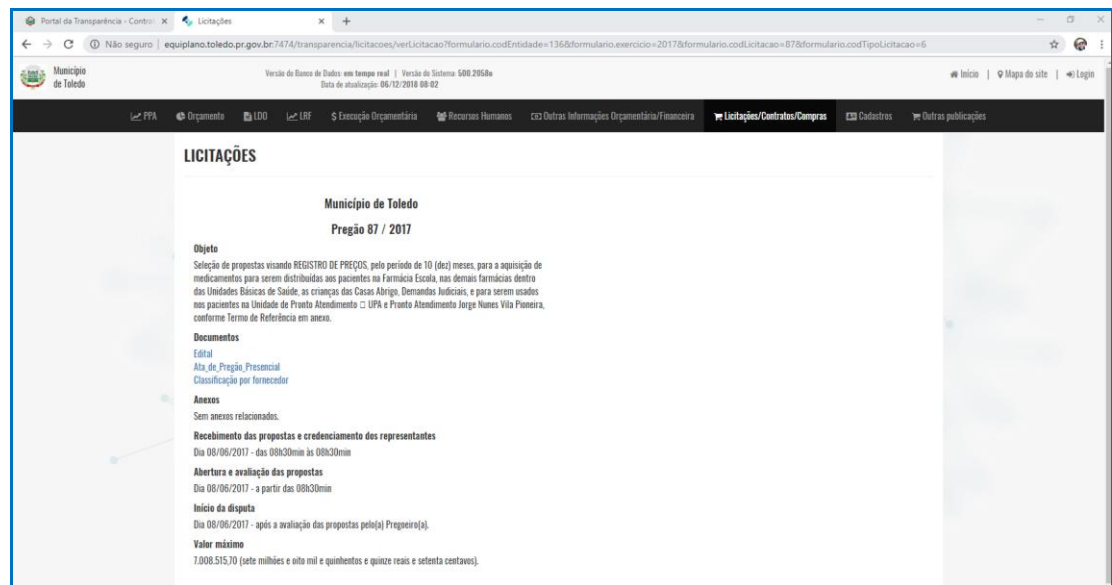 Portal da Transparência - Contrat
Licitações
Não seguro | equiplano.toledo.pr.gov.br:7474/transparencia/licitacoes/verLicitacao?formulario.codEntidade=136&formulario.exercicio=2017&formulario.codLicitacao=87&formulario.codTipoLicitacao=6
Município
de Toledo
Versão do Banco de Dados: em tempo real | Versão do Sistema: 500.2058e
Data de atualização: 06/12/2018 08:02
Início | Mapa do site | Login
PPA Orçamento LDO LRF $ Execução Orçamentária Recursos Humanos Outras Informações Orçamentária/Financeira Licitações/Contratos/Compras Cadastros Outras publicações
LICITAÇÕES
Município de Toledo
Pregão 87 / 2017
Objeto
Seleção de propostas visando REGISTRO DE PREÇOS, pelo período de 10 (dez) meses, para a aquisição de
medicamentos para serem distribuídas aos pacientes na Farmácia Escola, nas demais farmácias dentro
das Unidades Básicas de Saúde, as crianças das Casas Abrigo, Demandas Judiciais, e para serem usados
nos pacientes na Unidade de Pronto Atendimento □ UPA e Pronto Atendimento Jorge Nunes Vila Pioneira,
conforme Termo de Referência em anexo.
Documentos
Edital
Ata_de_Pregão_Presencial
Classificação por fornecedor
Anexos
Sem anexos relacionados.
Recebimento das propostas e credenciamento dos representantes
Dia 08/06/2017 - das 08h30min às 08h30min
Abertura e avaliação das propostas
Dia 08/06/2017 - a partir das 08h30min
Início da disputa
Dia 08/06/2017 - após a avaliação das propostas pelo(a) Pregoeiro(a).
Valor máximo
7.008.515,70 (sete milhões e oito mil e quinhentos e quinze reais e setenta centavos).